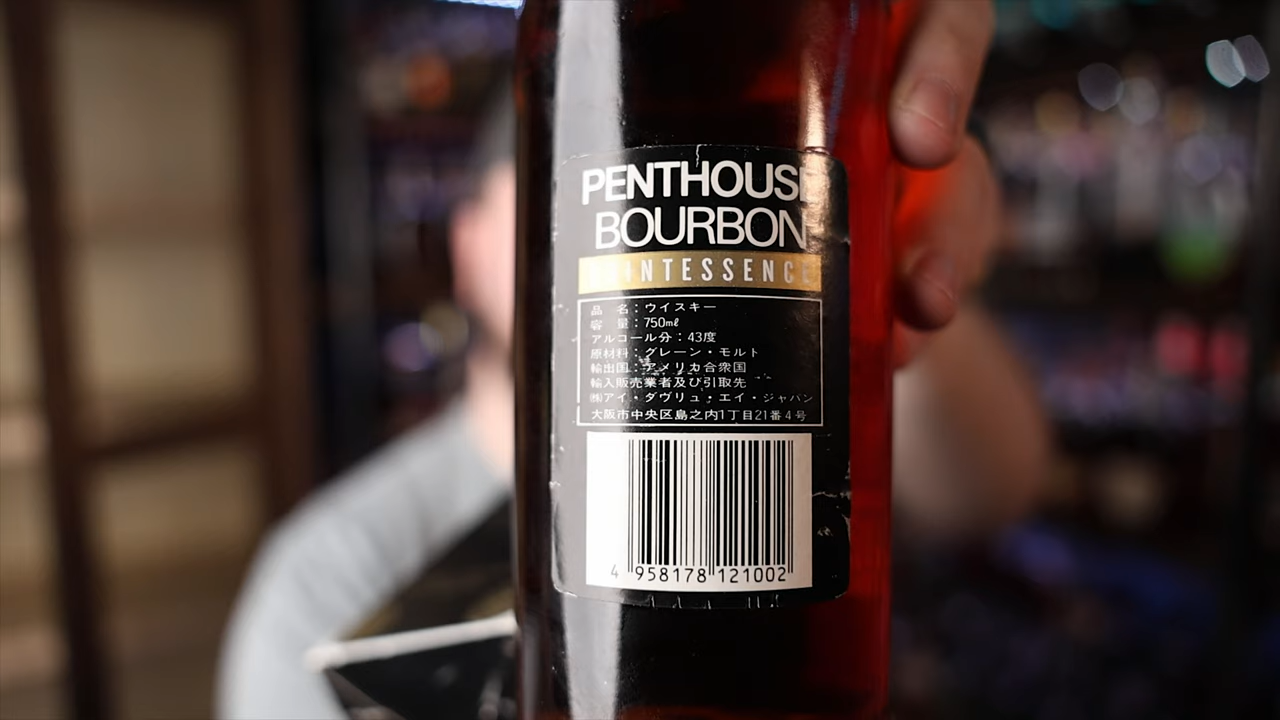 PENTHOUSE
BOURBON
QUINTESSENCE
品 名：ウイスキー
容 量：750mℓ
アルコール分：43度
原材料：グレーン・モルト
輸出国：アメリカ合衆国
輸入販売業者及び引取先
㈱アイ・ダヴリュ・エイ・ジャパン
大阪市中央区島之内1丁目21番4号
4 958178 121002